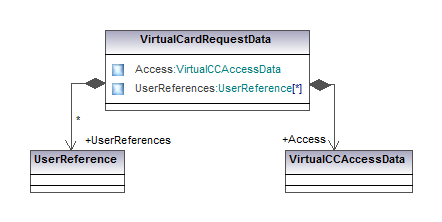 VirtualCardRequestData
Access:VirtualCCAccessData
UserReferences:UserReference[*]
*
+UserReferences
+Access
UserReference
VirtualCCAccessData